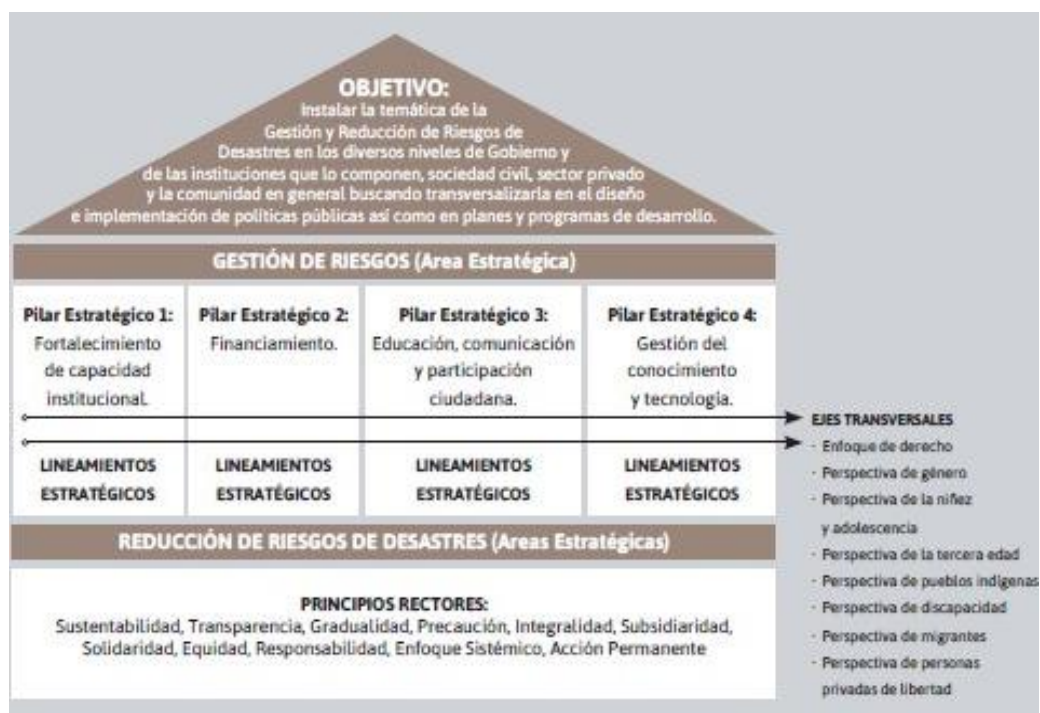 OBJETIVO:
Instalar la temática de la
Gestión y Reducción de Riesgos de
Desastres en los diversos niveles de Gobierno y
de las instituciones que lo componen, sociedad civil, sector privado
y la comunidad en general buscando transversalizarla en el diseño
e implementación de políticas públicas así como en planes y programas de desarrollo.
GESTIÓN DE RIESGOS (Area Estratégica)
Pilar Estratégico 1:
Fortalecimiento
de capacidad
institucional.
Pilar Estratégico 2:
Financiamiento.
Pilar Estratégico 3:
Educación, comunicación
y participación
ciudadana.
Pilar Estratégico 4:
Gestión del
conocimiento
y tecnología.
LINEAMIENTOS
ESTRATÉGICOS
LINEAMIENTOS
ESTRATÉGICOS
LINEAMIENTOS
ESTRATÉGICOS
LINEAMIENTOS
ESTRATÉGICOS
REDUCCIÓN DE RIESGOS DE DESASTRES (Areas Estratégicas)
PRINCIPIOS RECTORES:
Sustentabilidad, Transparencia, Gradualidad, Precaución, Integralidad, Subsidiaridad,
Solidaridad, Equidad, Responsabilidad, Enfoque Sistémico, Acción Permanente
EJES TRANSVERSALES
- Enfoque de derecho
- Perspectiva de género
- Perspectiva de la niñez
y adolescencia
- Perspectiva de la tercera edad
- Perspectiva de pueblos indígenas
- Perspectiva de discapacidad
- Perspectiva de migrantes
- Perspectiva de personas
privadas de libertad